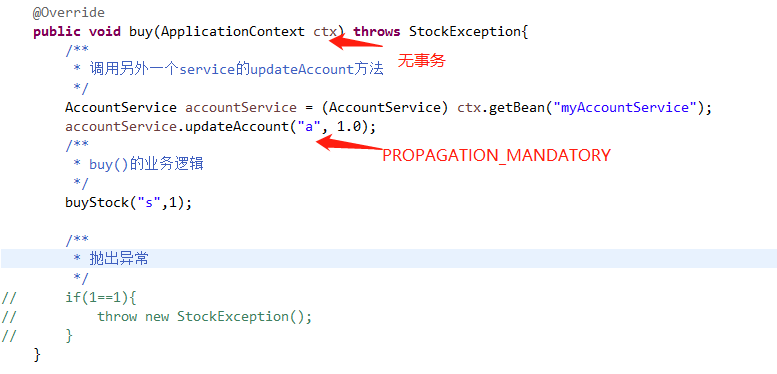 @Override
public void buy(ApplicationContext ctx) throws StockException{
/**
无事务
* 调用另外一个service的updateAccount方法
*/
AccountService accountService = (AccountService) ctx.getBean("myAccountService");
accountService.updateAccount("a", 1.0);
/**
PROPAGATION_MANDATORY
* buy()的业务逻辑
*/
buyStock("s",1);
/**
* 抛出异常
*/
// if(1==1){
// throw new StockException();
// }
}